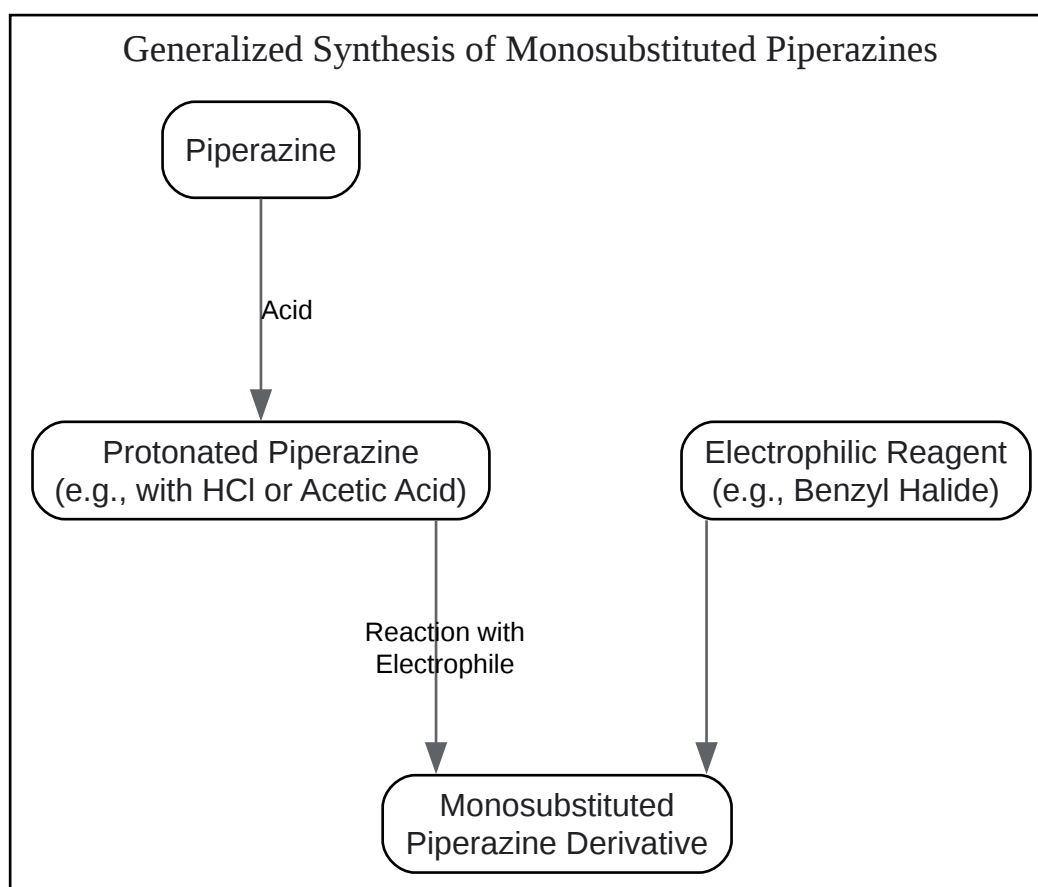 Generalized Synthesis of Monosubstituted Piperazines
Piperazine
Acid
Protonated Piperazine
(e.g., with HCl or Acetic Acid)
Electrophilic Reagent
(e.g., Benzyl Halide)
Reaction with
Electrophile
Monosubstituted
Piperazine Derivative